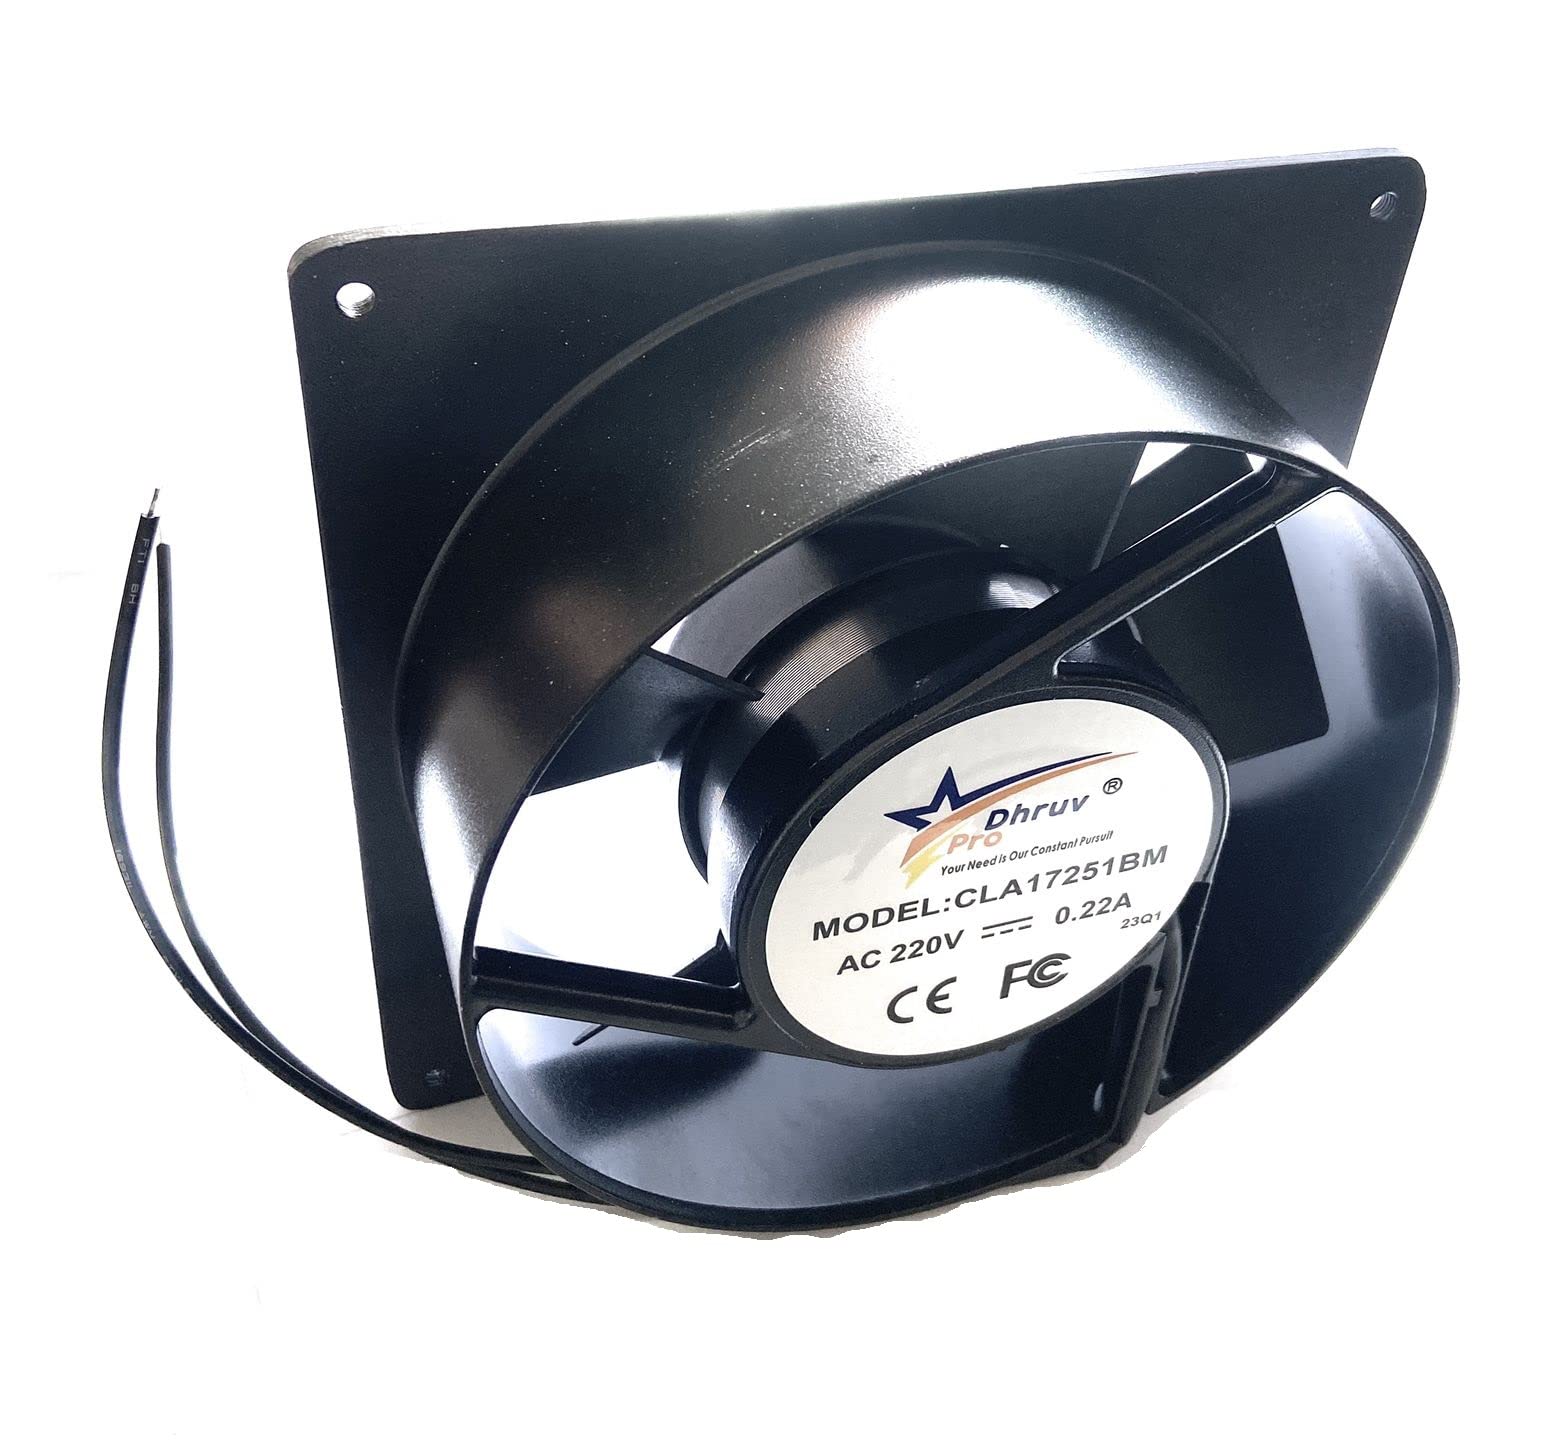 Dhruv ®
Pro
Your Need is Our Constant Pursuit
MODEL:CLA17251BM
AC 220V 0.22A
23Q1
CE FC